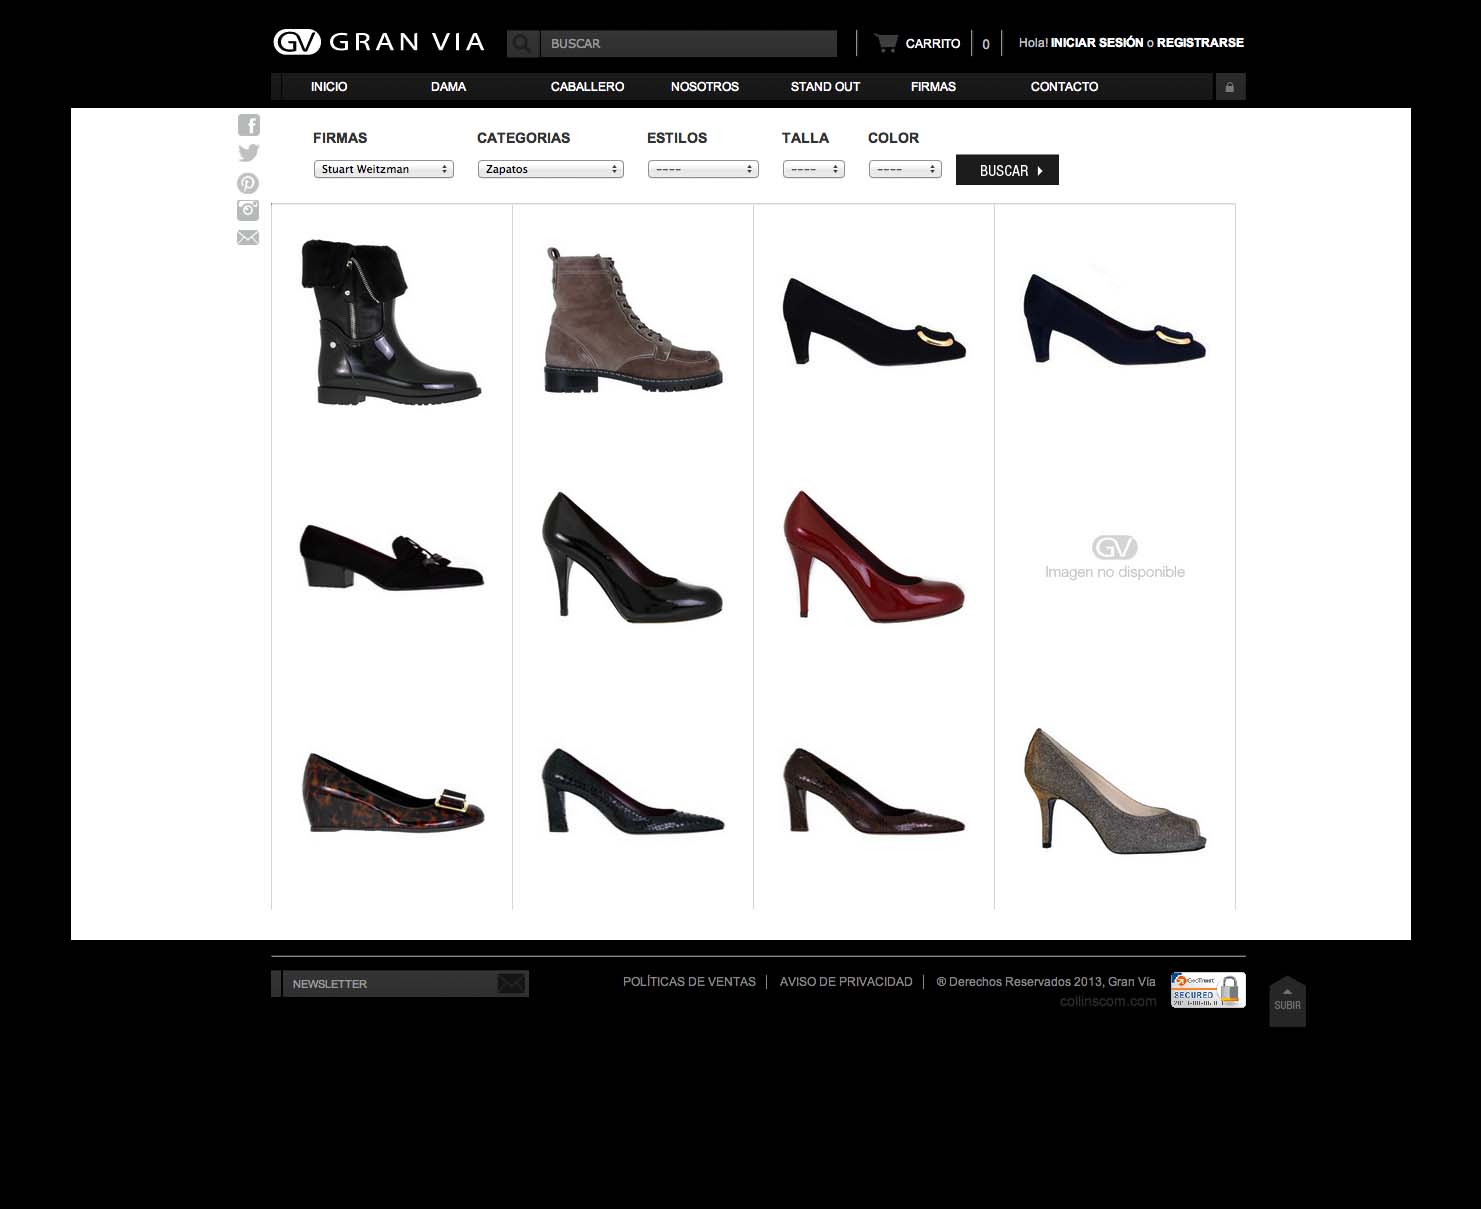 GV GRAN VIA
BUSCAR
CARRITO
0
Hola! INICIAR SESIÓN o REGISTRARSE
INICIO
DAMA
CABALLERO
NOSOTROS
STAND OUT
FIRMAS
CONTACTO
FIRMAS
CATEGORIAS
ESTILOS
TALLA
COLOR
Stuart Weitzman
Zapatos
----
----
----
BUSCAR
GV
Imagen no disponible
NEWSLETTER
POLÍTICAS DE VENTAS
AVISO DE PRIVACIDAD
® Derechos Reservados 2013, Gran Vía
collinscom.com
GeoTrust
SECURED
SUBIR